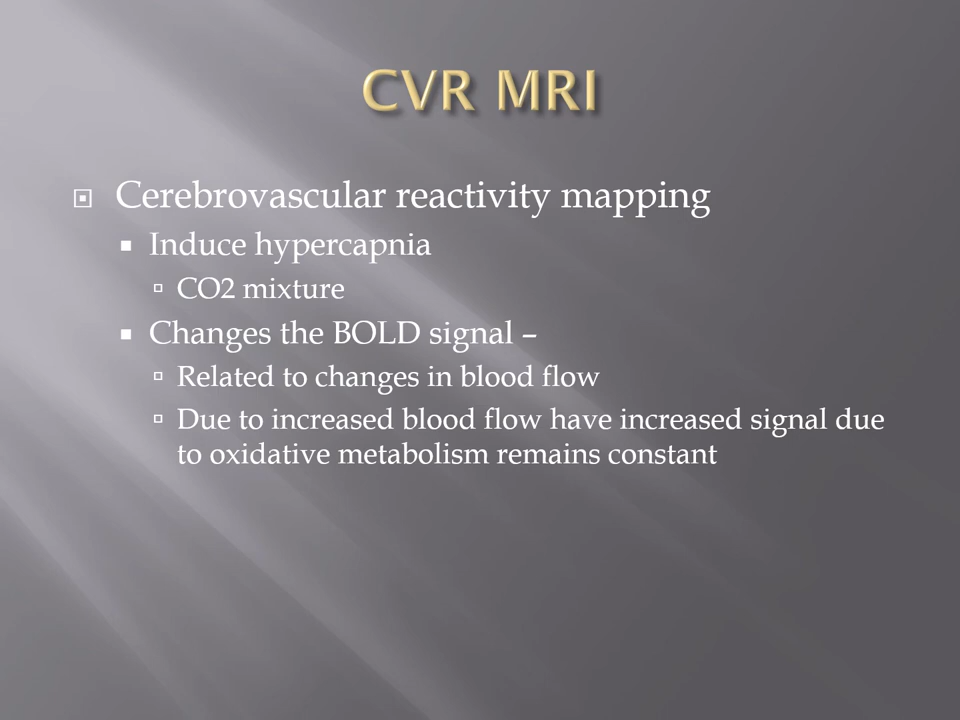 CVR MRI
Cerebrovascular reactivity mapping
Induce hypercapnia
CO2 mixture
Changes the BOLD signal –
Related to changes in blood flow
Due to increased blood flow have increased signal due
to oxidative metabolism remains constant